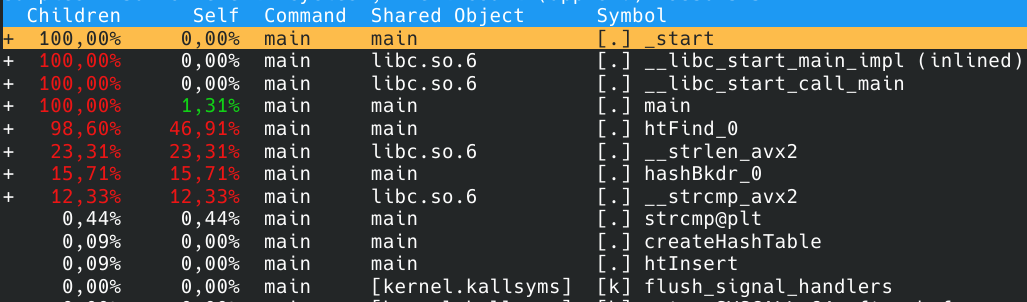 Children Self Command Shared Object Symbol
+ 100,00% 0,00% main main [.] _start
+ 100,00% 0,00% main libc.so.6 [.] __libc_start_main_impl (inlined)
+ 100,00% 0,00% main libc.so.6 [.] __libc_start_call_main
+ 100,00% 1,31% main main [.] main
+ 98,60% 46,91% main main [.] htFind_0
+ 23,31% 23,31% main libc.so.6 [.] __strlen_avx2
+ 15,71% 15,71% main main [.] hashBkdr_0
+ 12,33% 12,33% main libc.so.6 [.] __strcmp_avx2
0,44% 0,44% main main [.] strcmp@plt
0,09% 0,00% main main [.] createHashTable
0,09% 0,00% main main [.] htInsert
0,00% 0,00% main [kernel.kallsyms] [k] flush_signal_handlers